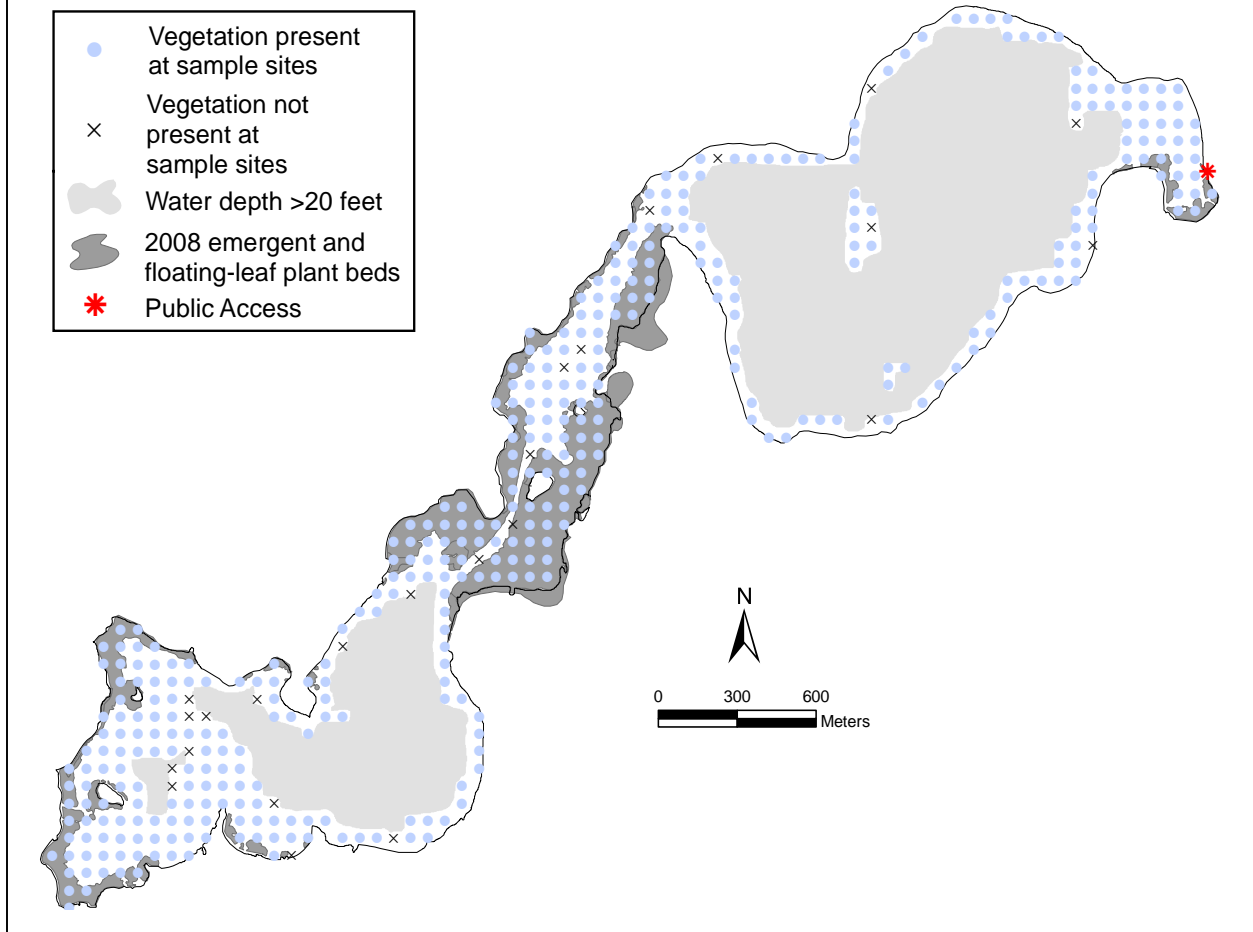 Vegetation present
at sample sites
Vegetation not
present at
sample sites
Water depth >20 feet
2008 emergent and
floating-leaf plant beds
Public Access
N
0 300 600
Meters